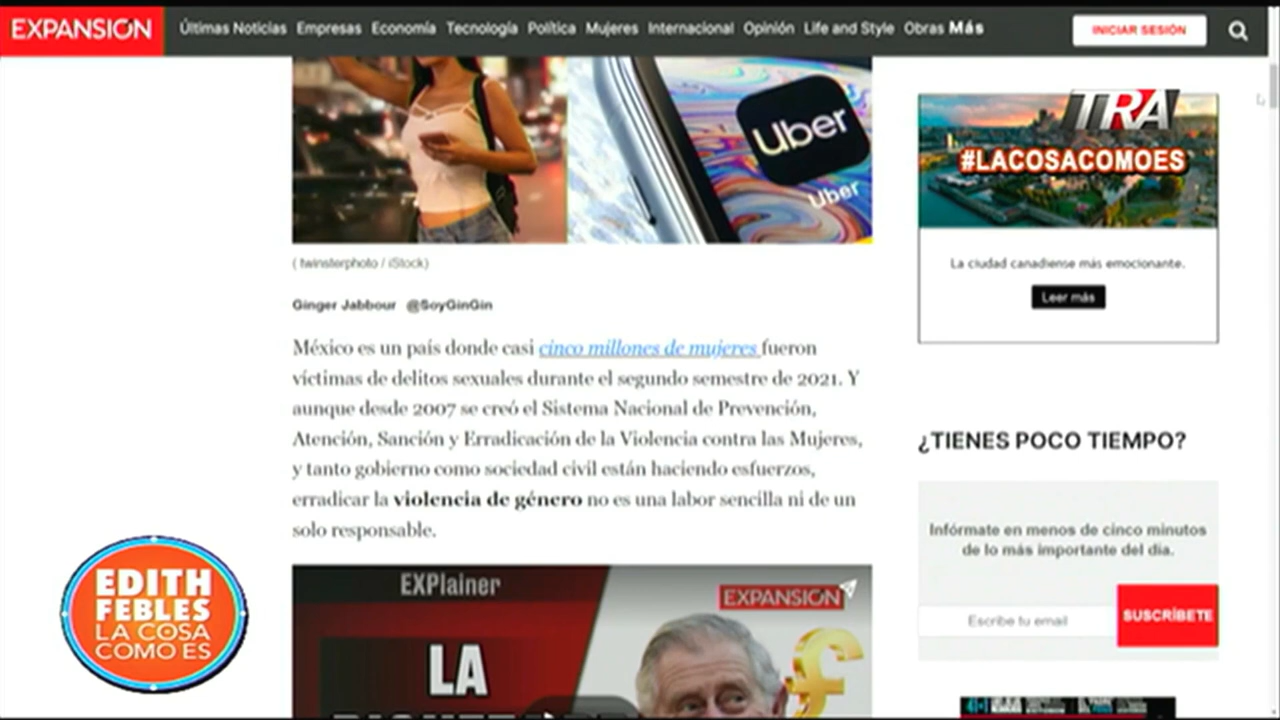 EXPANSIÓN
Últimas Noticias Empresas Economía Tecnología Política Mujeres Internacional Opinión Life and Style Obras Más
INICIAR SESIÓN
Uber
Uber
TRA
#LACOSACOMOES
( twinsterphoto / iStock)
La ciudad canadiense más emocionante.
Leer más
Ginger Jabbour @SoyGinGin
México es un país donde casi cinco millones de mujeres fueron
víctimas de delitos sexuales durante el segundo semestre de 2021. Y
aunque desde 2007 se creó el Sistema Nacional de Prevención,
Atención, Sanción y Erradicación de la Violencia contra las Mujeres,
y tanto gobierno como sociedad civil están haciendo esfuerzos,
erradicar la violencia de género no es una labor sencilla ni de un
solo responsable.
¿TIENES POCO TIEMPO?
Infórmate en menos de cinco minutos
de lo más importante del día.
Escribe tu email
SUSCRÍBETE
EDITH
FEBLES
LA COSA
COMO ES
EXPlainer
EXPANSIÓN
LA